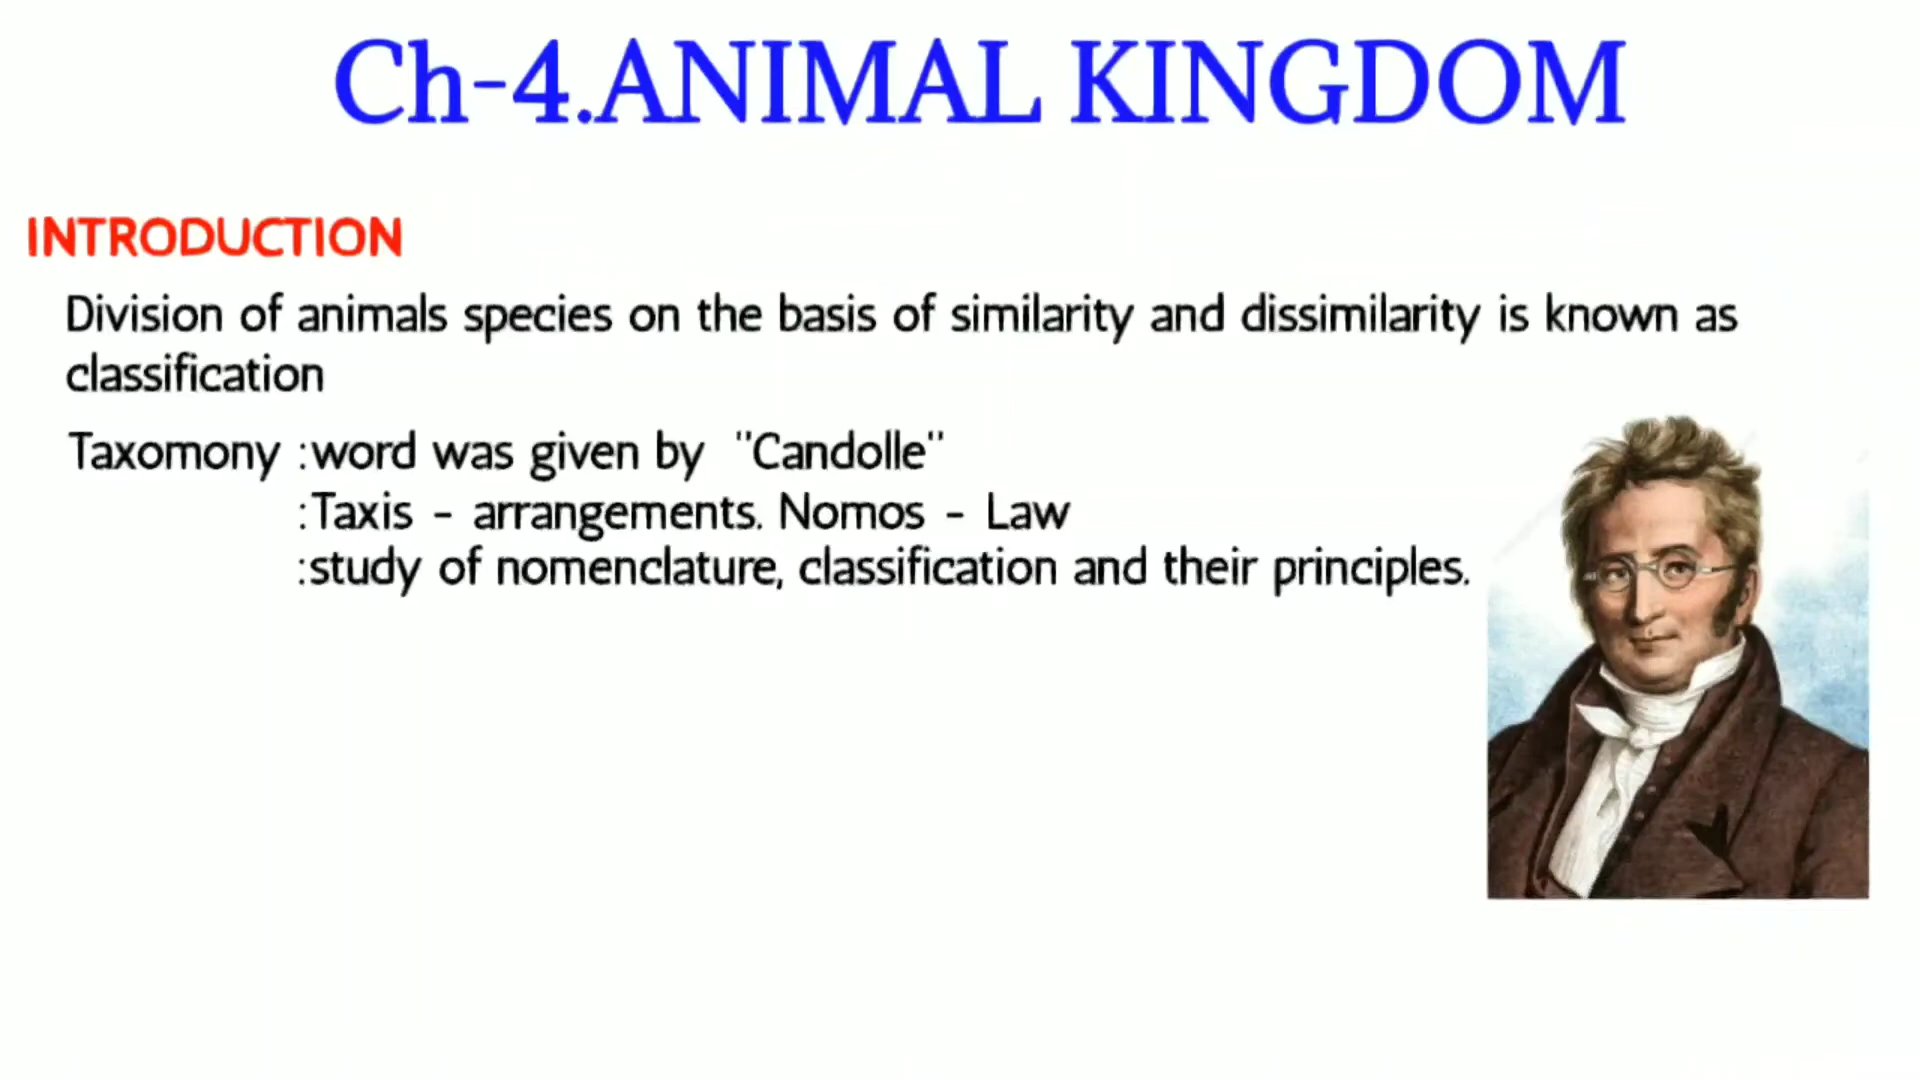 Ch-4.ANIMAL KINGDOM
INTRODUCTION
Division of animals species on the basis of similarity and dissimilarity is known as
classification
Taxomony :word was given by "Candolle"
:Taxis - arrangements. Nomos - Law
:study of nomenclature, classification and their principles.